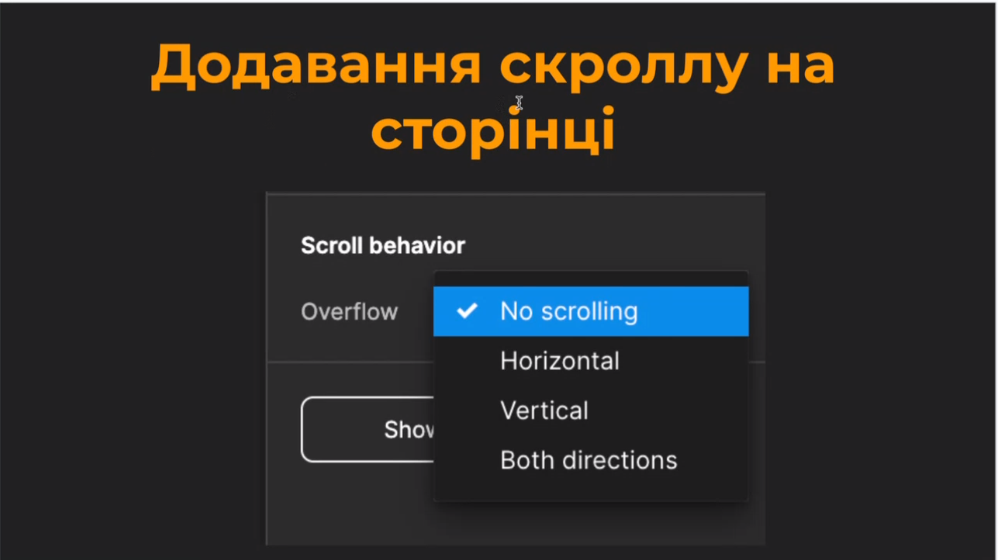 Додавання скроллу на
сторінці
Scroll behavior
Overflow
No scrolling
Horizontal
Vertical
Both directions